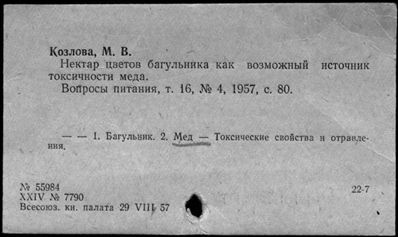 Козлова, М. В.
Нектар цветов багульника как возможный источник
токсичности меда.
Вопросы питания, т. 16, № 4, 1957, с. 80.
— — 1. Багульник. 2. Мед — Токсические свойства и отравле-
ния.
№ 55984
22-7
XXIV № 7790
Всесоюз. кн. палата 29 VIII 57